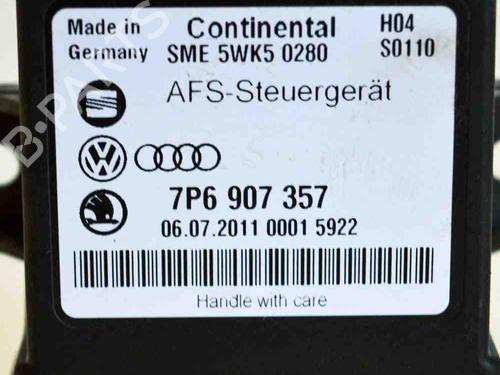 Made in Continental H04
Germany SME 5WK5 0280 S0110
AFS-Steuergerät
7P6 907 357
06.07.2011 0001 5922
Handle with care
B-PARTS